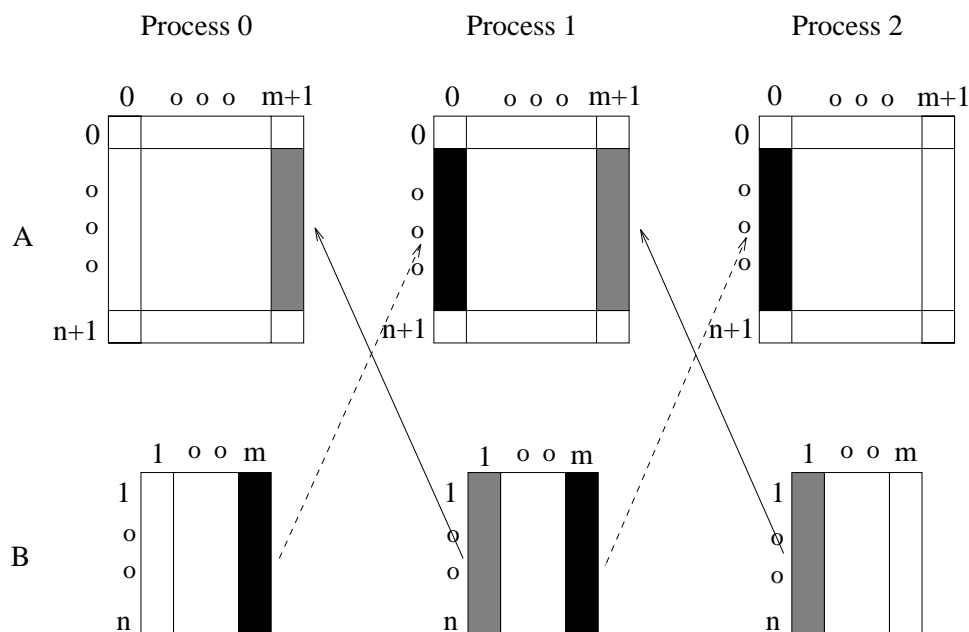 Process 0 Process 1 Process 2
0 o o o m+1 0 o o o m+1 0 o o o m+1
0 0 0
o o o
A o o o
o o o
n+1 n+1 n+1
1 o o m 1 o o m 1 o o m
1 1 1
o o o
B o o o
n n n